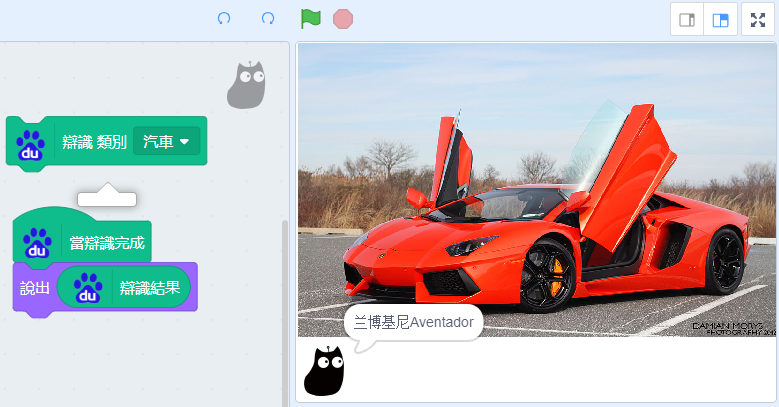 du 辯識 類別 汽車
du 當辯識完成
說出 du 辯識結果
兰博基尼Aventador
DAMIAN MORYS
PHOTOGRAPHY